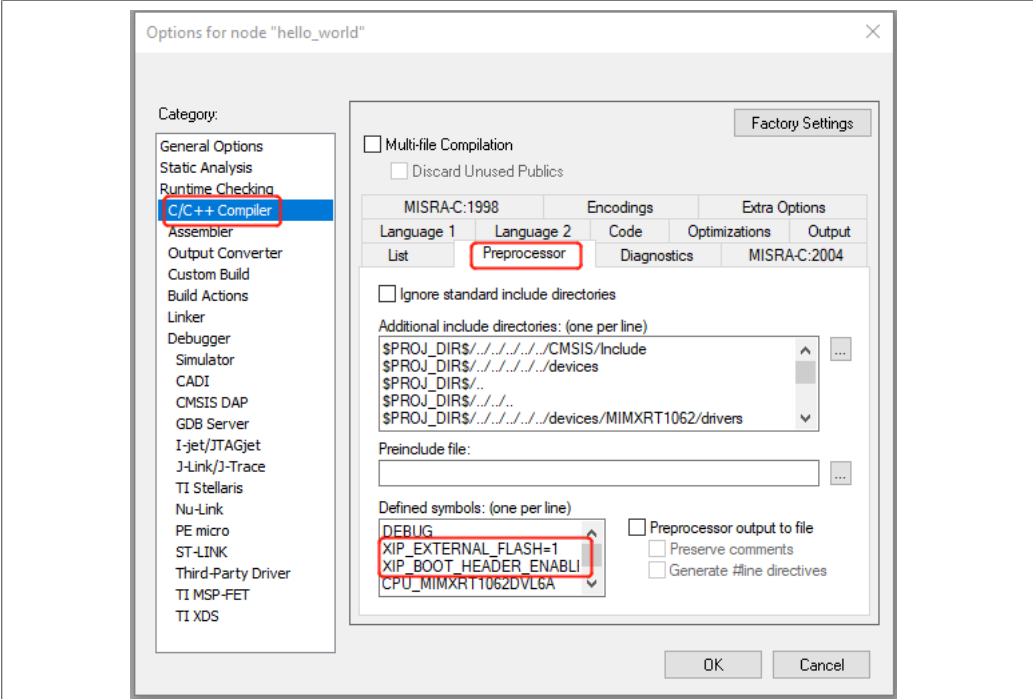 Options for node "hello_world"
Category:
General Options
Static Analysis
Runtime Checking
C/C++ Compiler
Assembler
Output Converter
Custom Build
Build Actions
Linker
Debugger
Simulator
CADI
CMSIS DAP
GDB Server
I-jet/JTAGjet
J-Link/J-Trace
TI Stellaris
Nu-Link
PE micro
ST-LINK
Third-Party Driver
TI MSP-FET
TI XDS
Factory Settings
Multi-file Compilation
Discard Unused Publics
MISRA-C:1998 Encodings Extra Options
Language 1 Language 2 Code Optimizations Output
List Preprocessor Diagnostics MISRA-C:2004
Ignore standard include directories
Additional include directories: (one per line)
$PROJ_DIR$/../../../../../CMSIS/Include
$PROJ_DIR$/../../../../../devices
$PROJ_DIR$/..
$PROJ_DIR$/../../..
$PROJ_DIR$/../../../../../devices/MIMXRT1062/drivers
...
Preinclude file:
...
Defined symbols: (one per line)
DEBUG
XIP_EXTERNAL_FLASH=1
XIP_BOOT_HEADER_ENABLI
CPU_MIMXRT1062DVL6A
Preprocessor output to file
Preserve comments
Generate #line directives
OK Cancel